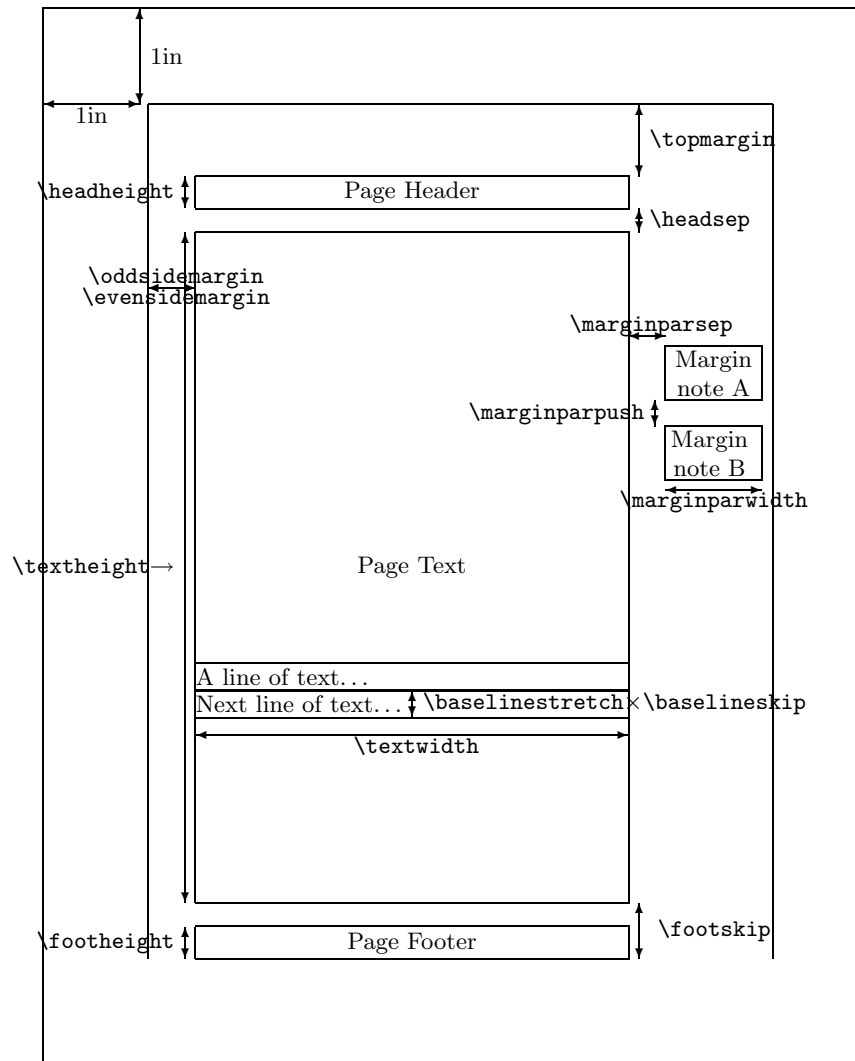 1in
1in
\topmargin
\headheight
Page Header
\headsep
\oddsidemargin
\evensidemargin
\marginparsep
Margin
note A
\marginparpush
Margin
note B
\marginparwidth
\textheight→
Page Text
A line of text...
Next line of text... \baselinestretch×\baselineskip
\textwidth
\footskip
\footheight
Page Footer